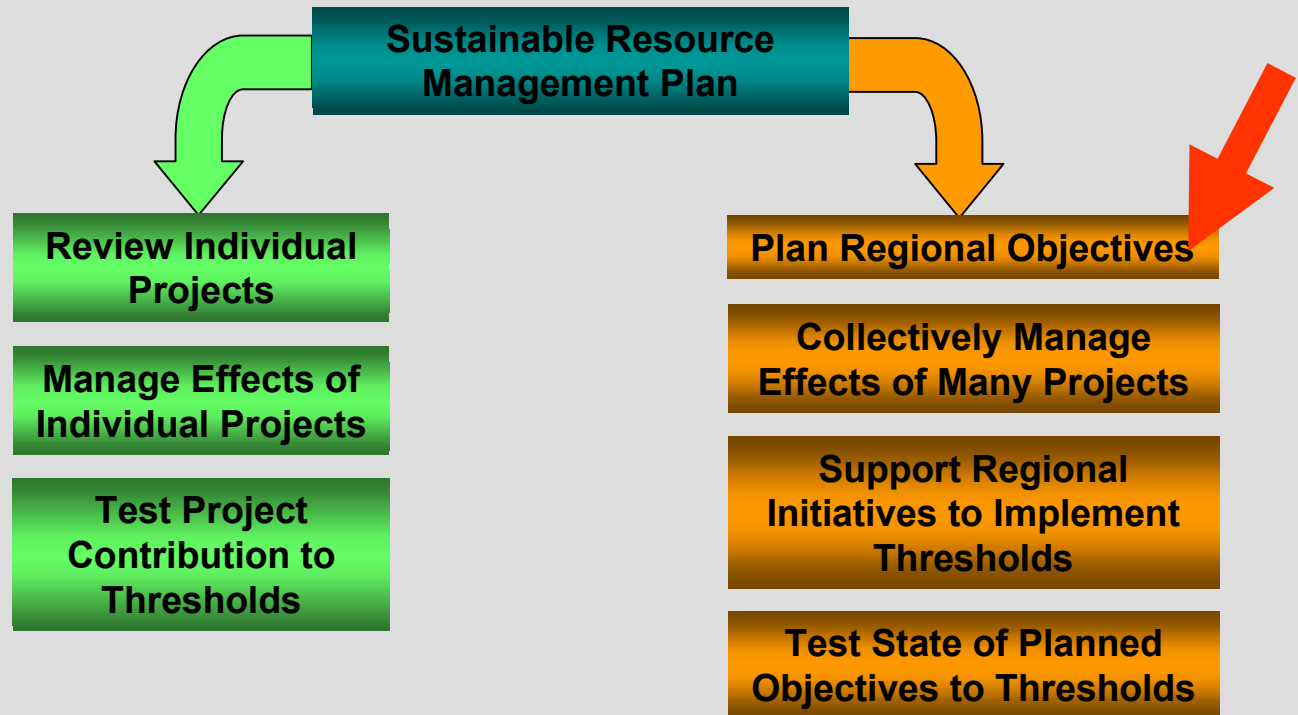 Sustainable Resource
Management Plan
Review Individual
Projects
Manage Effects of
Individual Projects
Test Project
Contribution to
Thresholds
Plan Regional Objectives
Collectively Manage
Effects of Many Projects
Support Regional
Initiatives to Implement
Thresholds
Test State of Planned
Objectives to Thresholds